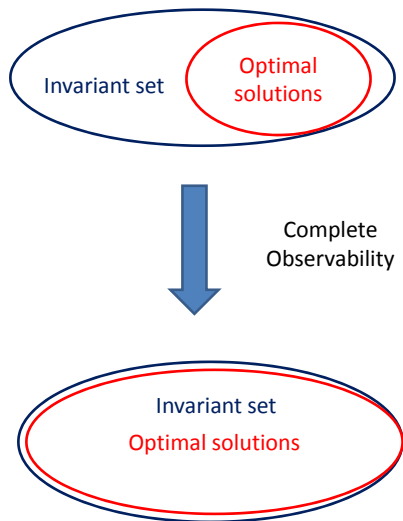 Optimal
solutions
Invariant set
Complete
Observability
Invariant set
Optimal solutions